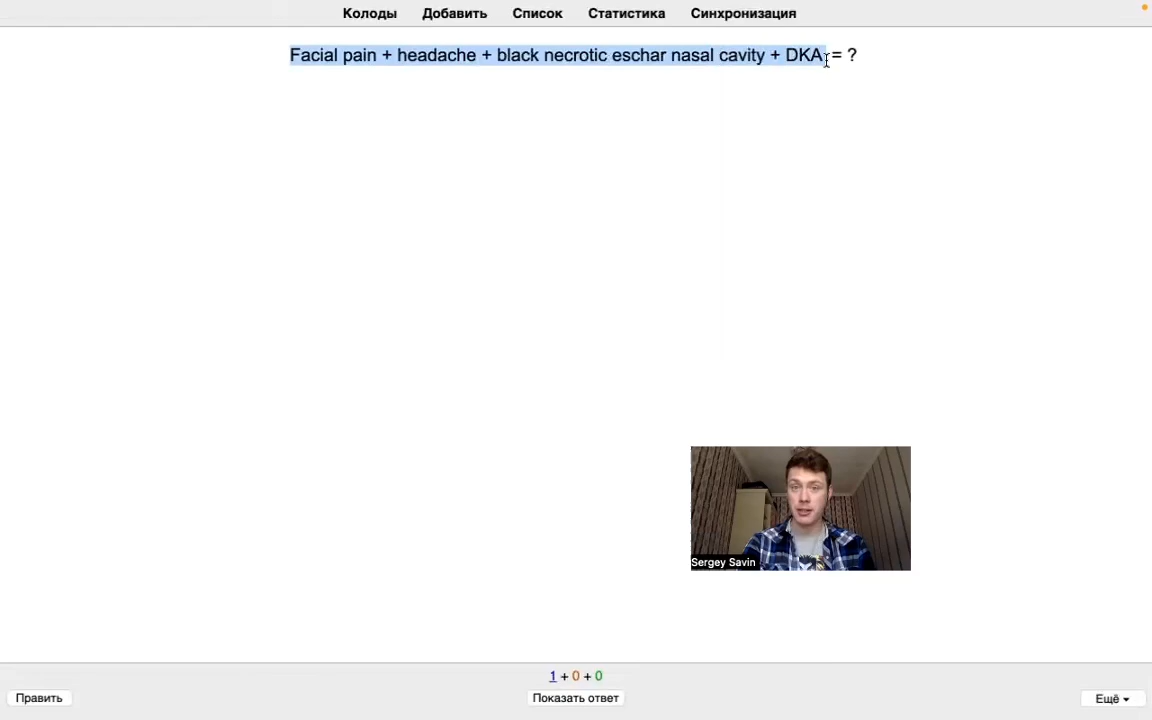 Колоды Добавить Список Статистика Синхронизация
Facial pain + headache + black necrotic eschar nasal cavity + DKA = ?
Sergey Savin
1 + 0 + 0
Править Показать ответ Ещё